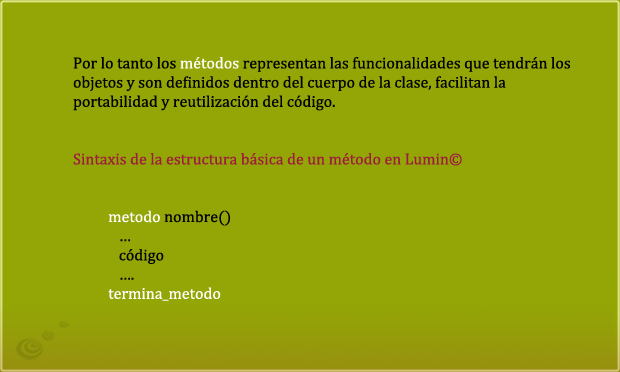 Por lo tanto los métodos representan las funcionalidades que tendrán los
objetos y son definidos dentro del cuerpo de la clase, facilitan la
portabilidad y reutilización del código.
Sintaxis de la estructura básica de un método en Lumin©
metodo nombre()
...
código
....
termina_metodo